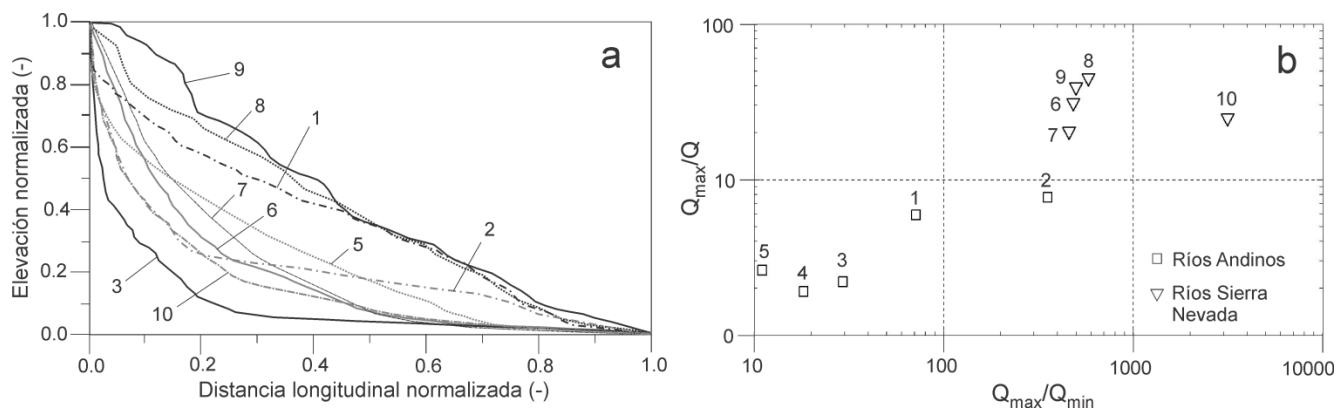 a
Elevación normalizada (-)
1.0
0.8
0.6
0.4
0.2
0.0
9
8
1
7
6
5
2
3
10
0.0 0.2 0.4 0.6 0.8 1.0
Distancia longitudinal normalizada (-)
b
Qmax/Q
100
10
0
8
9
6
7
10
2
1
5
4
3
Ríos Andinos
Ríos Sierra
Nevada
10 100 1000 10000
Qmax/Qmin